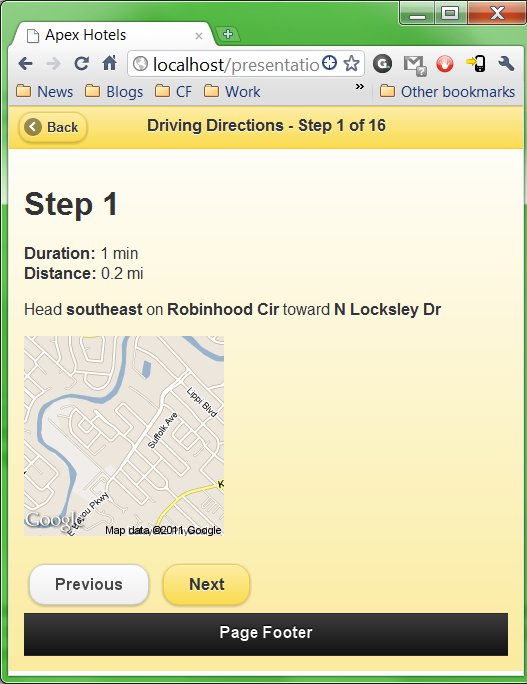 Apex Hotels
localhost/presentatio
News Blogs CF Work » Other bookmarks
Back
Driving Directions - Step 1 of 16
Step 1
Duration: 1 min
Distance: 0.2 mi
Head southeast on Robinhood Cir toward N Locksley Dr
Lippi Blvd
Suffolk Ave
Pkwy
K
Google
Map data ©2011 Google
Previous Next
Page Footer